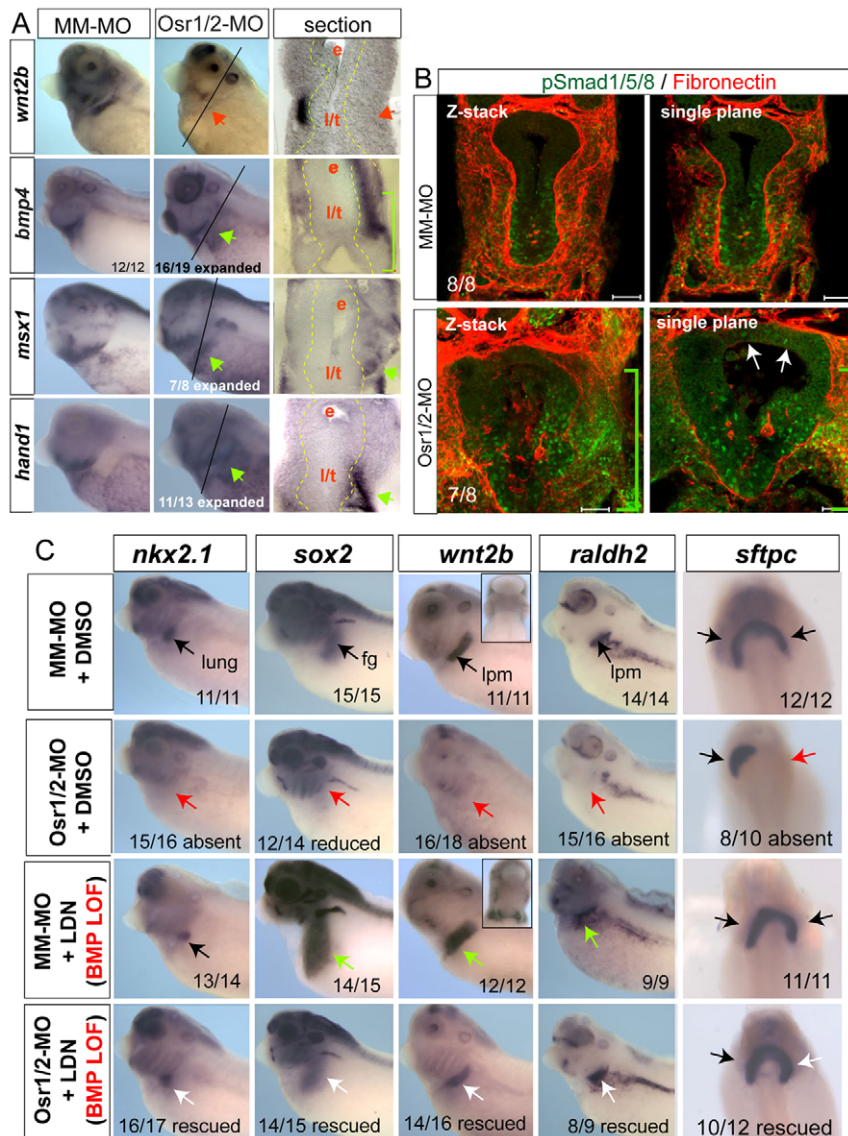 A
MM-MO Osr1/2-MO section
wnt2b
e
l/t
bmp4
12/12
16/19 expanded
e
l/t
msx1
7/8 expanded
e
l/t
hand1
11/13 expanded
e
l/t
B
pSmad1/5/8 / Fibronectin
MM-MO
Z-stack
8/8
single plane
Osr1/2-MO
Z-stack
7/8
single plane
C
nkx2.1 sox2 wnt2b raldh2 sftpc
MM-MO
+ DMSO
lung
11/11
fg
15/15
lpm
11/11
lpm
14/14
12/12
Osr1/2-MO
+ DMSO
15/16 absent
12/14 reduced
16/18 absent
15/16 absent
8/10 absent
MM-MO
+ LDN
(BMP LOF)
13/14
14/15
12/12
9/9
11/11
Osr1/2-MO
+ LDN
(BMP LOF)
16/17 rescued
14/15 rescued
14/16 rescued
8/9 rescued
10/12 rescued